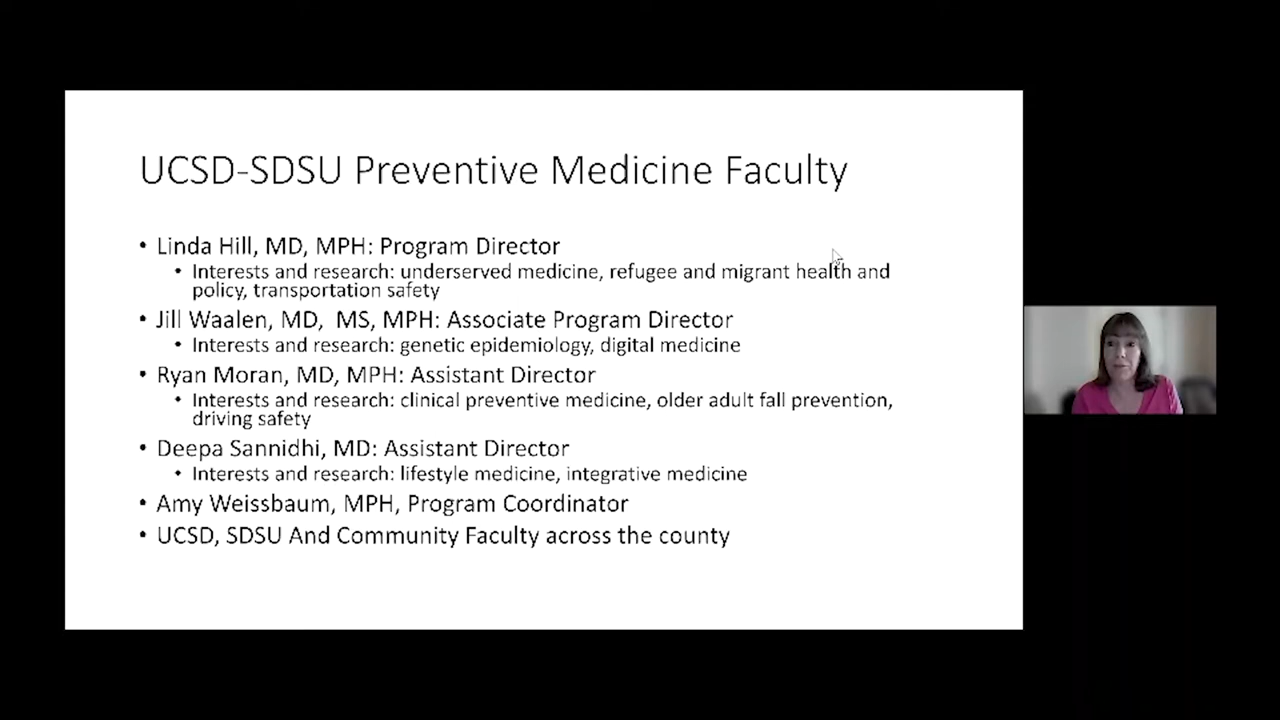 UCSD-SDSU Preventive Medicine Faculty
• Linda Hill, MD, MPH: Program Director
• Interests and research: underserved medicine, refugee and migrant health and
policy, transportation safety
• Jill Waalen, MD,  MS, MPH: Associate Program Director
• Interests and research: genetic epidemiology, digital medicine
• Ryan Moran, MD, MPH: Assistant Director
• Interests and research: clinical preventive medicine, older adult fall prevention,
driving safety
• Deepa Sannidhi, MD: Assistant Director
• Interests and research: lifestyle medicine, integrative medicine
• Amy Weissbaum, MPH, Program Coordinator
• UCSD, SDSU And Community Faculty across the county